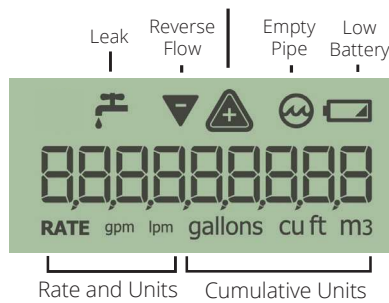 Leak
Reverse Flow
Empty Pipe
Low Battery
- +
8,8,8,8,8,8,8,8,8
RATE gpm lpm gallons cu ft m3
Rate and Units Cumulative Units